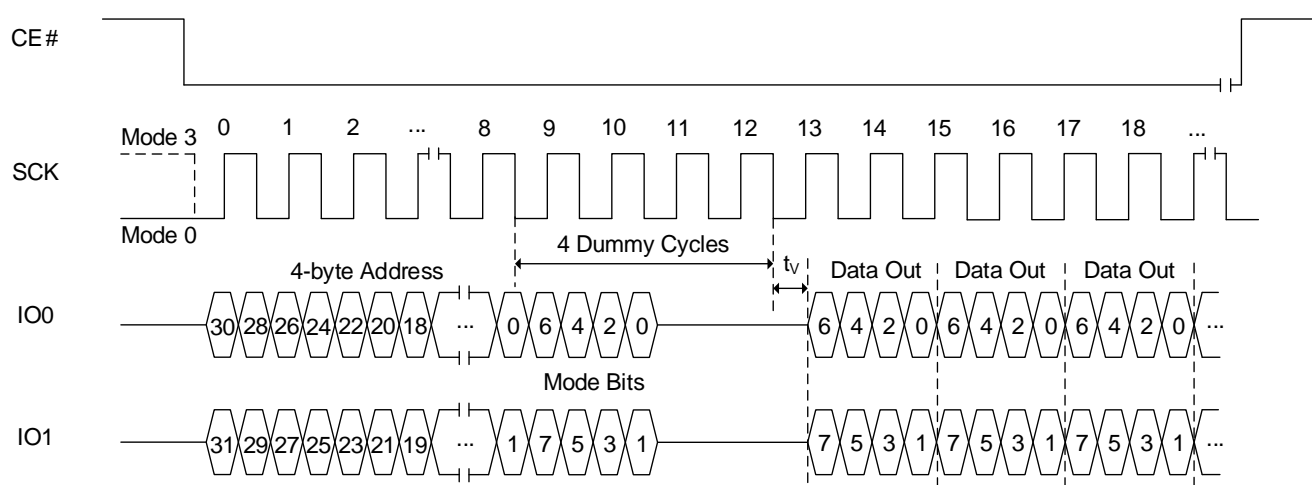 CE#
0 1 2 ... 8 9 10 11 12 13 14 15 16 17 18 ...
Mode 3
SCK
Mode 0
4 Dummy Cycles
4-byte Address
tV
Data Out Data Out Data Out
IO0
30 28 26 24 22 20 18 ... 0 6 4 2 0 6 4 2 0 6 4 2 0 6 4 2 0 ...
Mode Bits
IO1
31 29 27 25 23 21 19 ... 1 7 5 3 1 7 5 3 1 7 5 3 1 7 5 3 1 ...